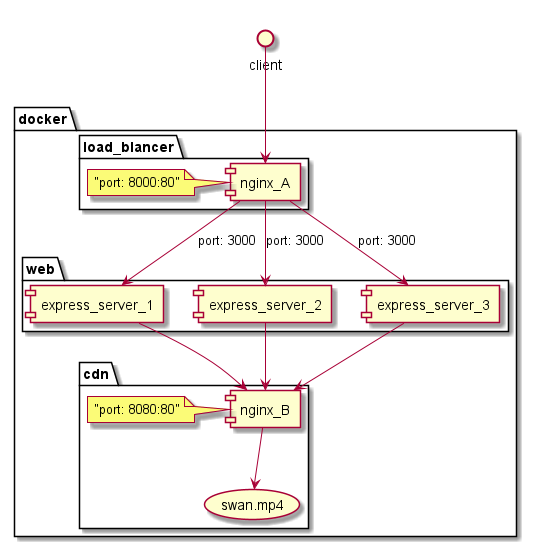 client
docker
load_blancer
"port: 8000:80"
nginx_A
port: 3000
port: 3000
port: 3000
web
express_server_1
express_server_2
express_server_3
cdn
"port: 8080:80"
nginx_B
swan.mp4